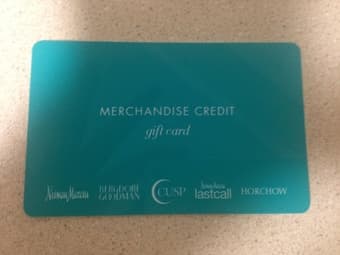 MERCHANDISE CREDIT
gift card
Neiman Marcus BERGDORF GOODMAN CUSP Neiman Marcus lastcall HORCHOW